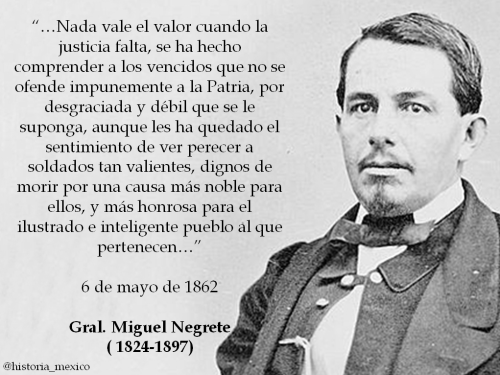 “…Nada vale el valor cuando la
justicia falta, se ha hecho
comprender a los vencidos que no se
ofende impunemente a la Patria, por
desgraciada y débil que se le
suponga, aunque les ha quedado el
sentimiento de ver perecer a
soldados tan valientes, dignos de
morir por una causa más noble para
ellos, y más honrosa para el
ilustrado e inteligente pueblo al que
pertenecen…”
6 de mayo de 1862
Gral. Miguel Negrete
( 1824-1897)
@historia_mexico